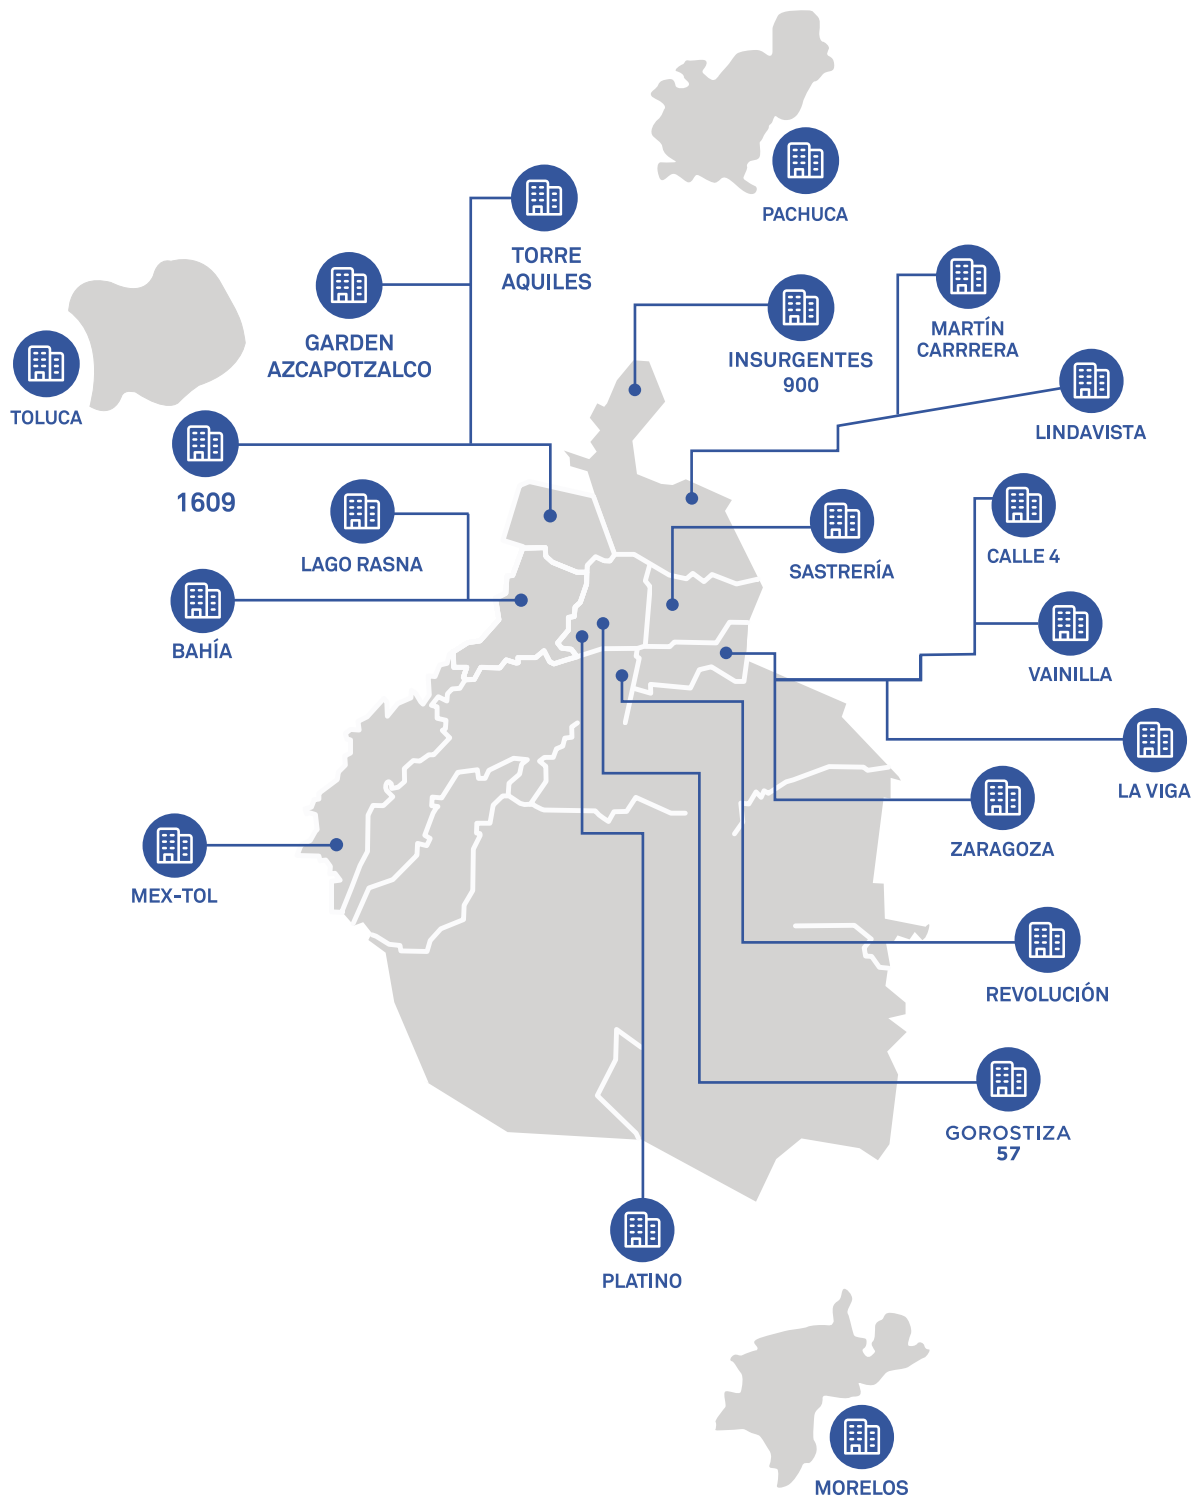 PACHUCA
TORRE
AQUILES
GARDEN
AZCAPOTZALCO
INSURGENTES
900
MARTÍN
CARRRERA
TOLUCA
LINDAVISTA
1609
LAGO RASNA
SASTRERÍA
CALLE 4
BAHÍA
VAINILLA
LA VIGA
ZARAGOZA
MEX-TOL
REVOLUCIÓN
GOROSTIZA
57
PLATINO
MORELOS